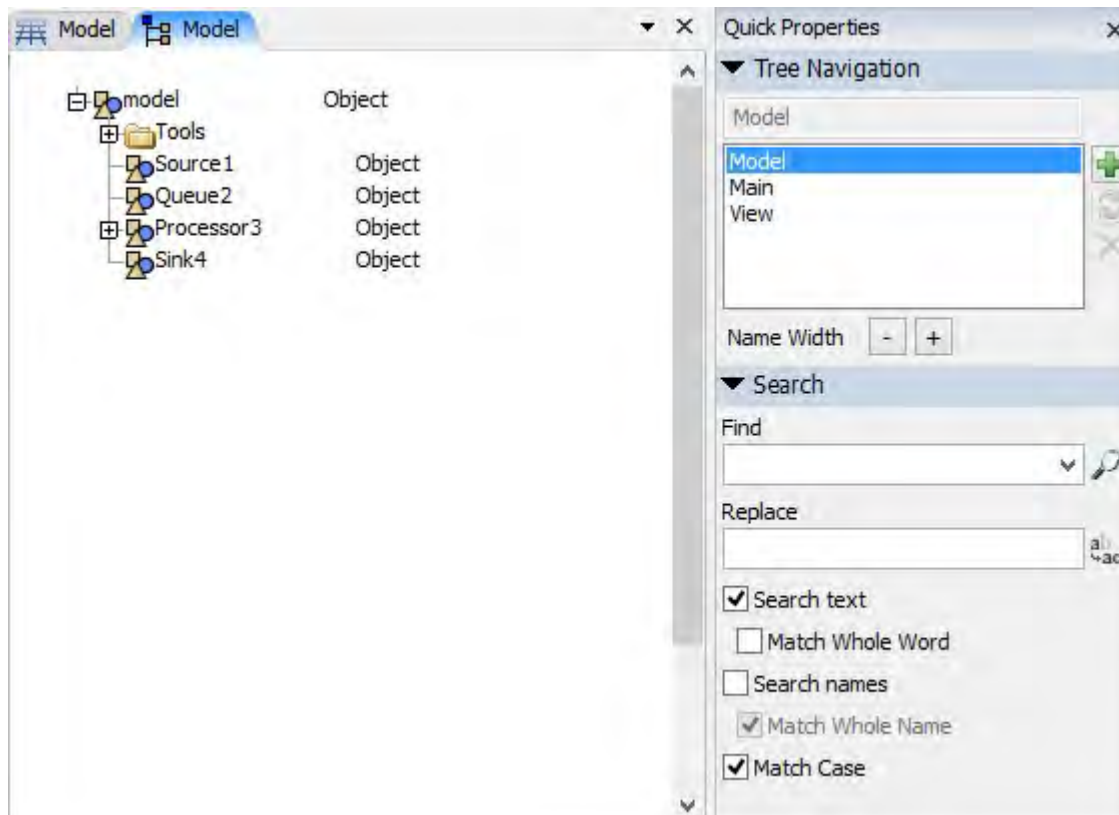 Model
Model
model Object
Tools
Source1 Object
Queue2 Object
Processor3 Object
Sink4 Object
Quick Properties
Tree Navigation
Model
Model
Main
View
Name Width - +
Search
Find
Replace
Search text
Match Whole Word
Search names
Match Whole Name
Match Case